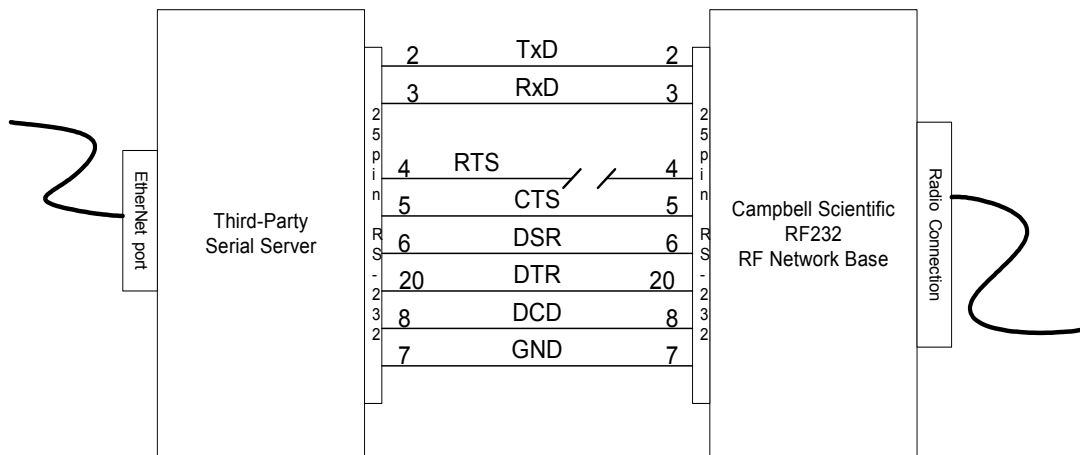 2 TxD 2
3 RxD 3
4 RTS 4
5 CTS 5
6 DSR 6
20 DTR 20
8 DCD 8
7 GND 7
EtherNet port
Third-Party
Serial Server
25pin RS-232
25pin RS-232
Campbell Scientific
RF232
RF Network Base
Radio Connection